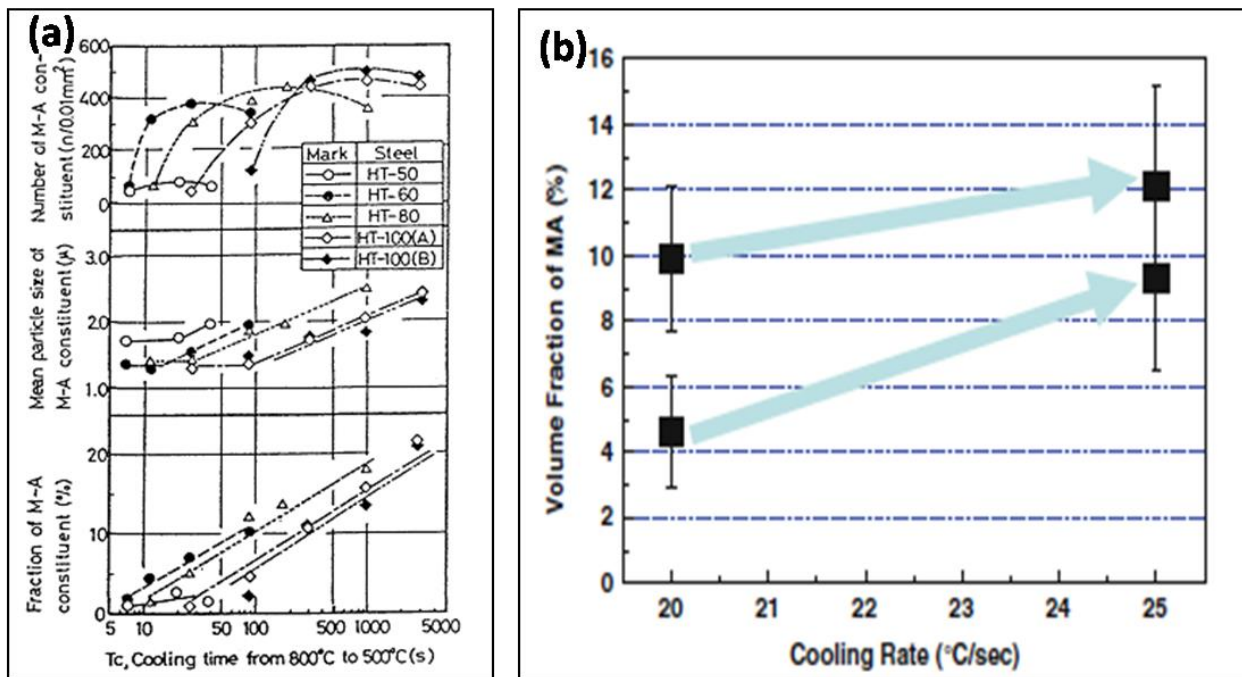 (a)
Number of M-A con-
stituent (n/0.01mm²)
600
400
200
0
Mark Steel
HT-50
HT-60
HT-80
HT-100(A)
HT-100(B)
Mean particle size of
M-A constituent (μ)
3.0
2.0
1.0
Fraction of M-A
constituent (%)
20
10
0
5 10 50 100 500 1000 5000
Tc, Cooling time from 800°C to 500°C(s)
(b)
Volume Fraction of MA (%)
16
14
12
10
8
6
4
2
0
20 21 22 23 24 25
Cooling Rate (°C/sec)